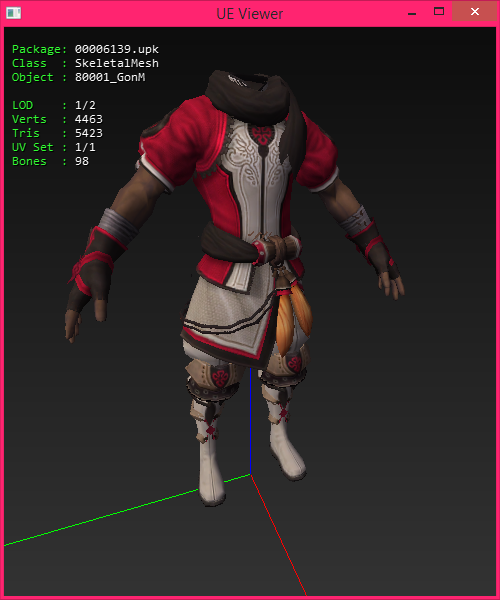 UE Viewer
Package: 00006139.upk
Class : SkeletalMesh
Object : 80001_GonM
LOD : 1/2
Verts : 4463
Tris : 5423
UV Set : 1/1
Bones : 98